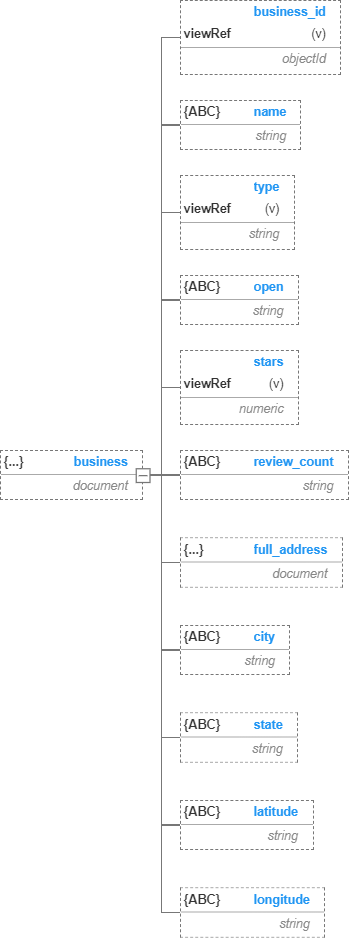 business_id
viewRef (v)
objectId
{ABC} name
string
type
viewRef (v)
string
{ABC} open
string
stars
viewRef (v)
numeric
{...} business
document
{ABC} review_count
string
{...} full_address
document
{ABC} city
string
{ABC} state
string
{ABC} latitude
string
{ABC} longitude
string